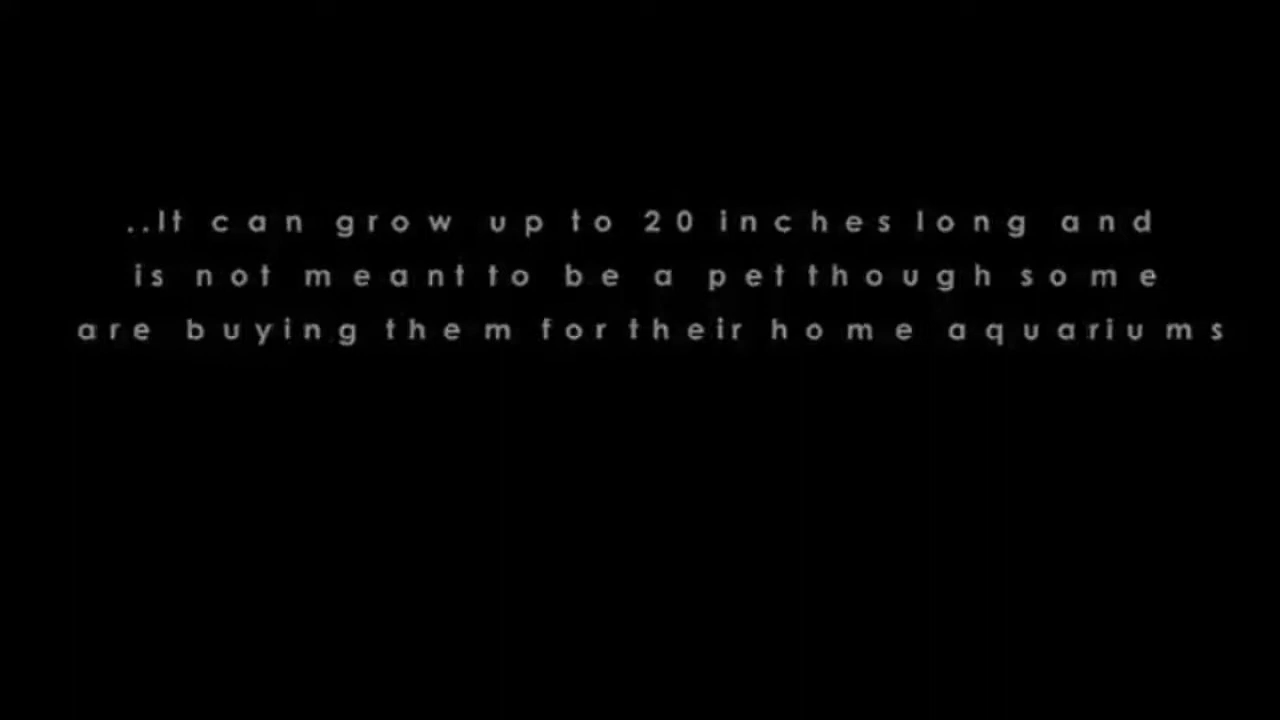 ..It can grow up to 20 inches long and
is not meant to be a pet though some
are buying them for their home aquariums